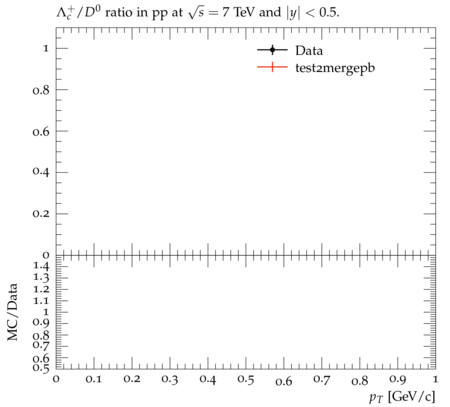 Λ_c^+/D^0 ratio in pp at √s = 7 TeV and |y| < 0.5.
Data
test2mergepb
1
0.8
0.6
0.4
0.2
0
MC/Data
1.4
1.3
1.2
1.1
1
0.9
0.8
0.7
0.6
0.5
0 0.1 0.2 0.3 0.4 0.5 0.6 0.7 0.8 0.9 1
p_T [GeV/c]